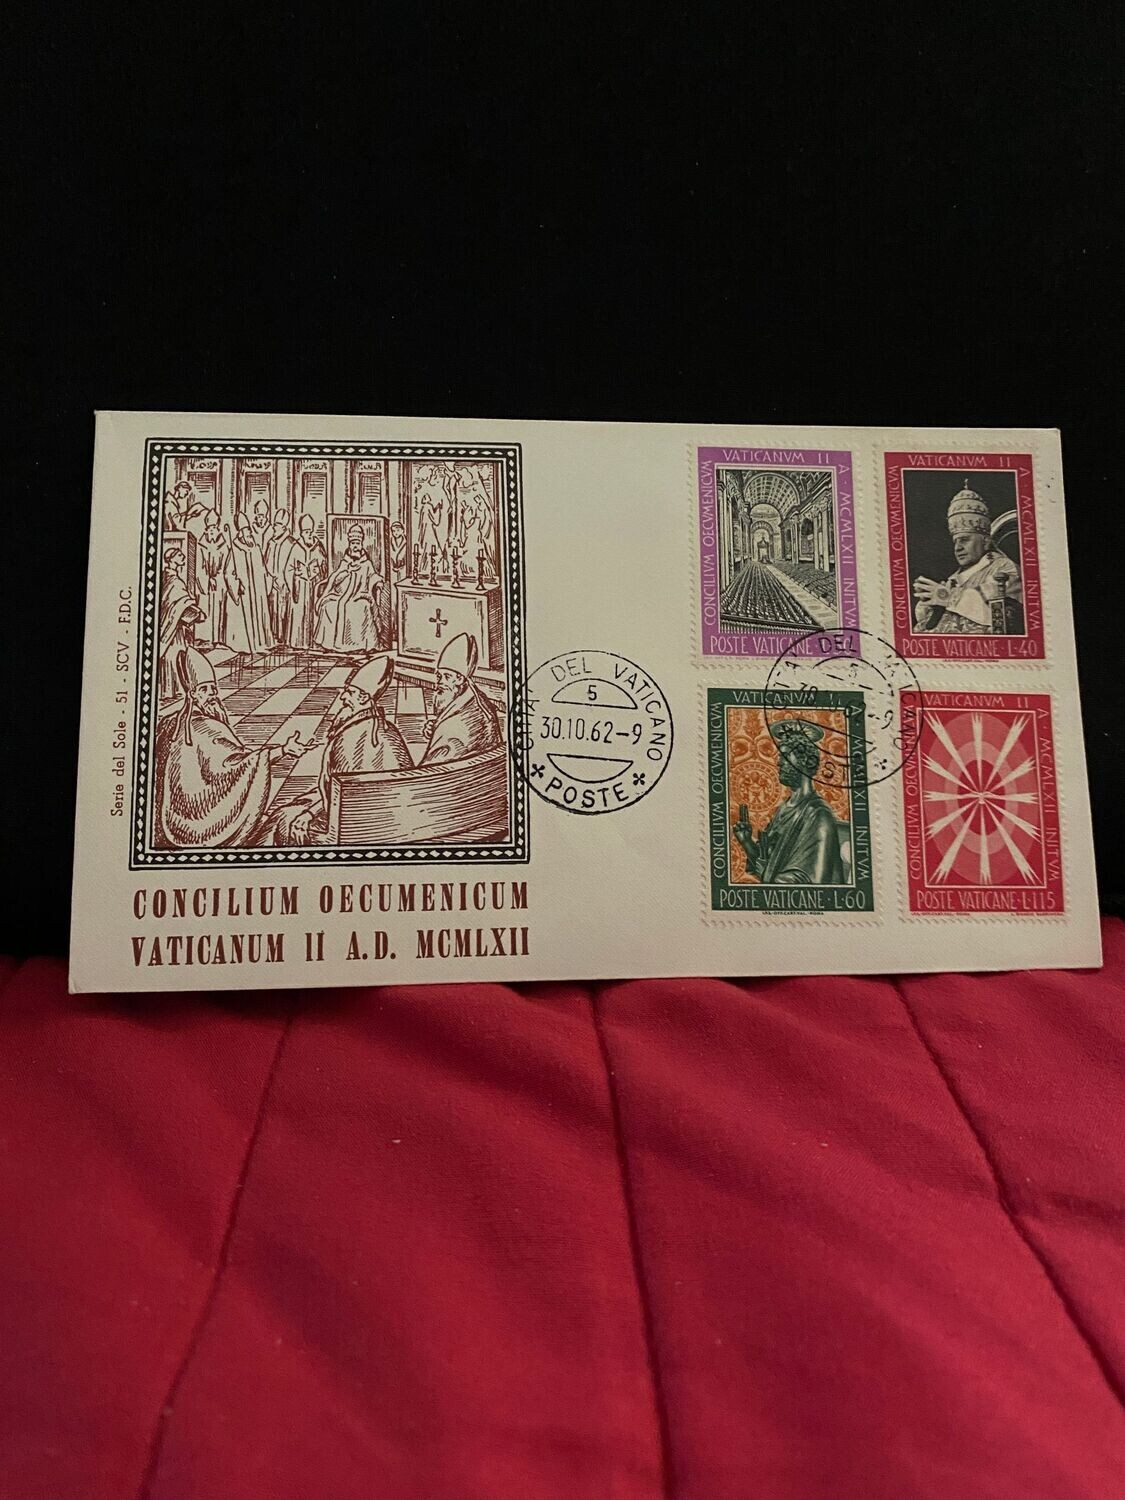 Serie del Sole - 51 - SCV - F.D.C.
CONCILIUM OECUMENICUM
VATICANUM II A.D. MCMLXII
CITTA' DEL VATICANO
5
30.10.62-9
POSTE
CONCILIVM OECVMENICVM VATICANVM II A · MCMLXII INITVM
POSTE VATICANE
CONCILIVM OECVMENICVM VATICANVM II A · MCMLXII INITVM
POSTE VATICANE · L·40
CONCILIVM OECVMENICVM VATICANVM II A · MCMLXII INITVM
POSTE VATICANE · L·60
CONCILIVM OECVMENICVM VATICANVM II A · MCMLXII INITVM
POSTE VATICANE · L·115